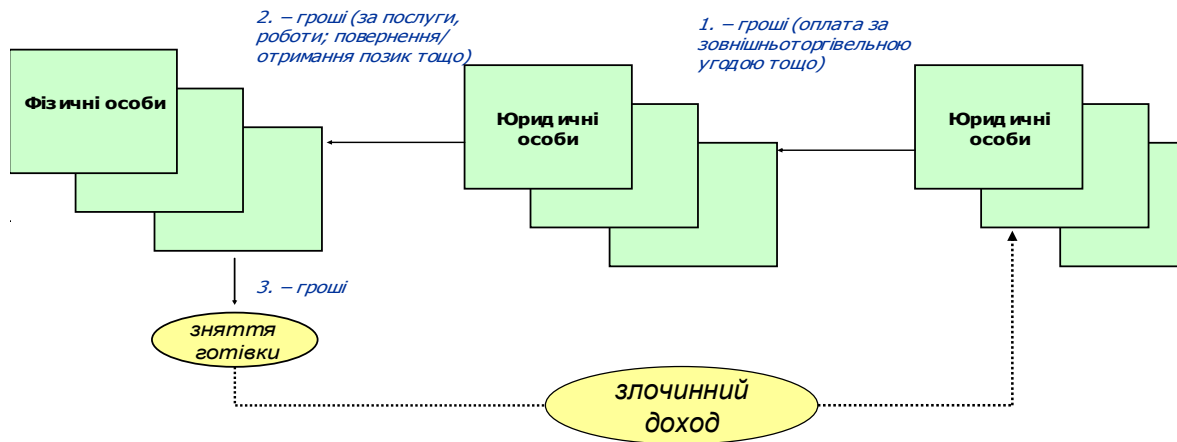 2. – гроші (за послуги,
роботи; повернення/
отримання позик тощо)
1. – гроші (оплата за
зовнішньоторгівельною
угодою тощо)
Фізичні особи
Юридичні
особи
Юридичні
особи
3. – гроші
зняття
готівки
злочинний
доход